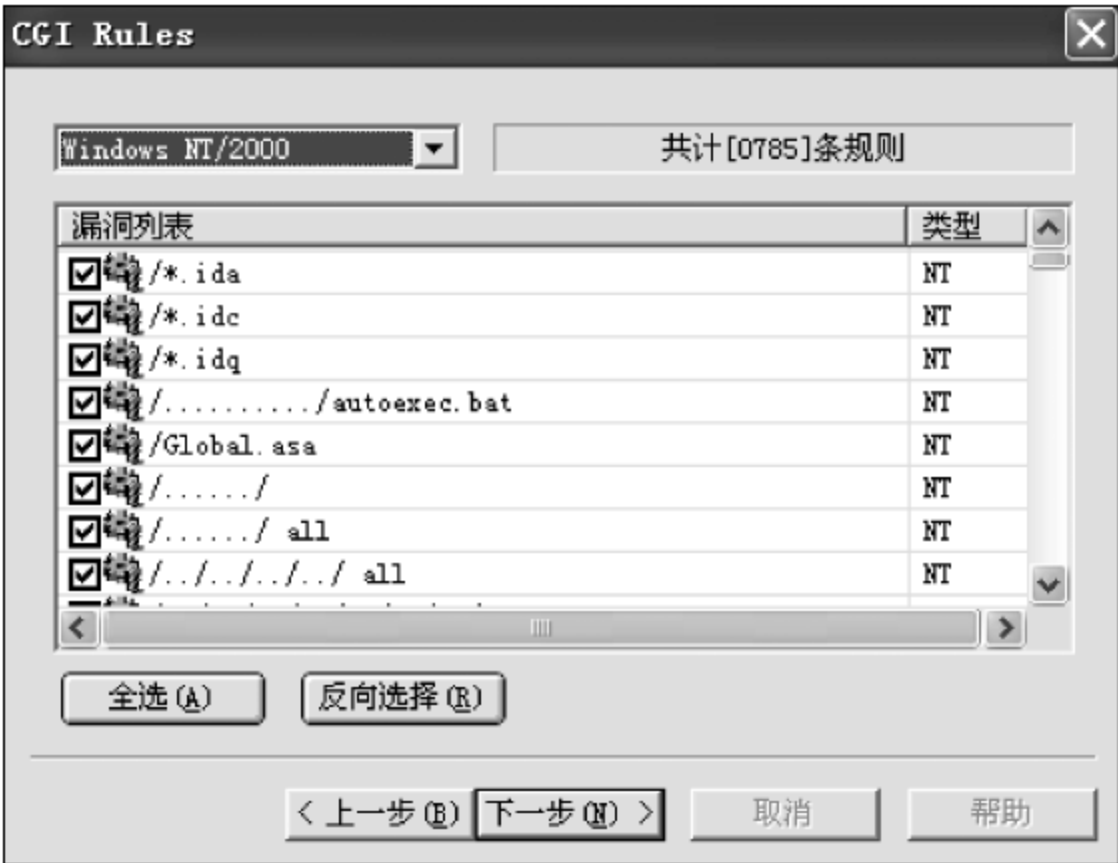 CGI Rules
Windows NT/2000 共计[0785]条规则
漏洞列表 类型
/*.ida NT
/*.idc NT
/*.idq NT
/........../autoexec.bat NT
/Global.asa NT
/....../ NT
/....../ all NT
/../../../../ all NT
全选(A) 反向选择(R)
< 上一步(B) 下一步(N) > 取消 帮助